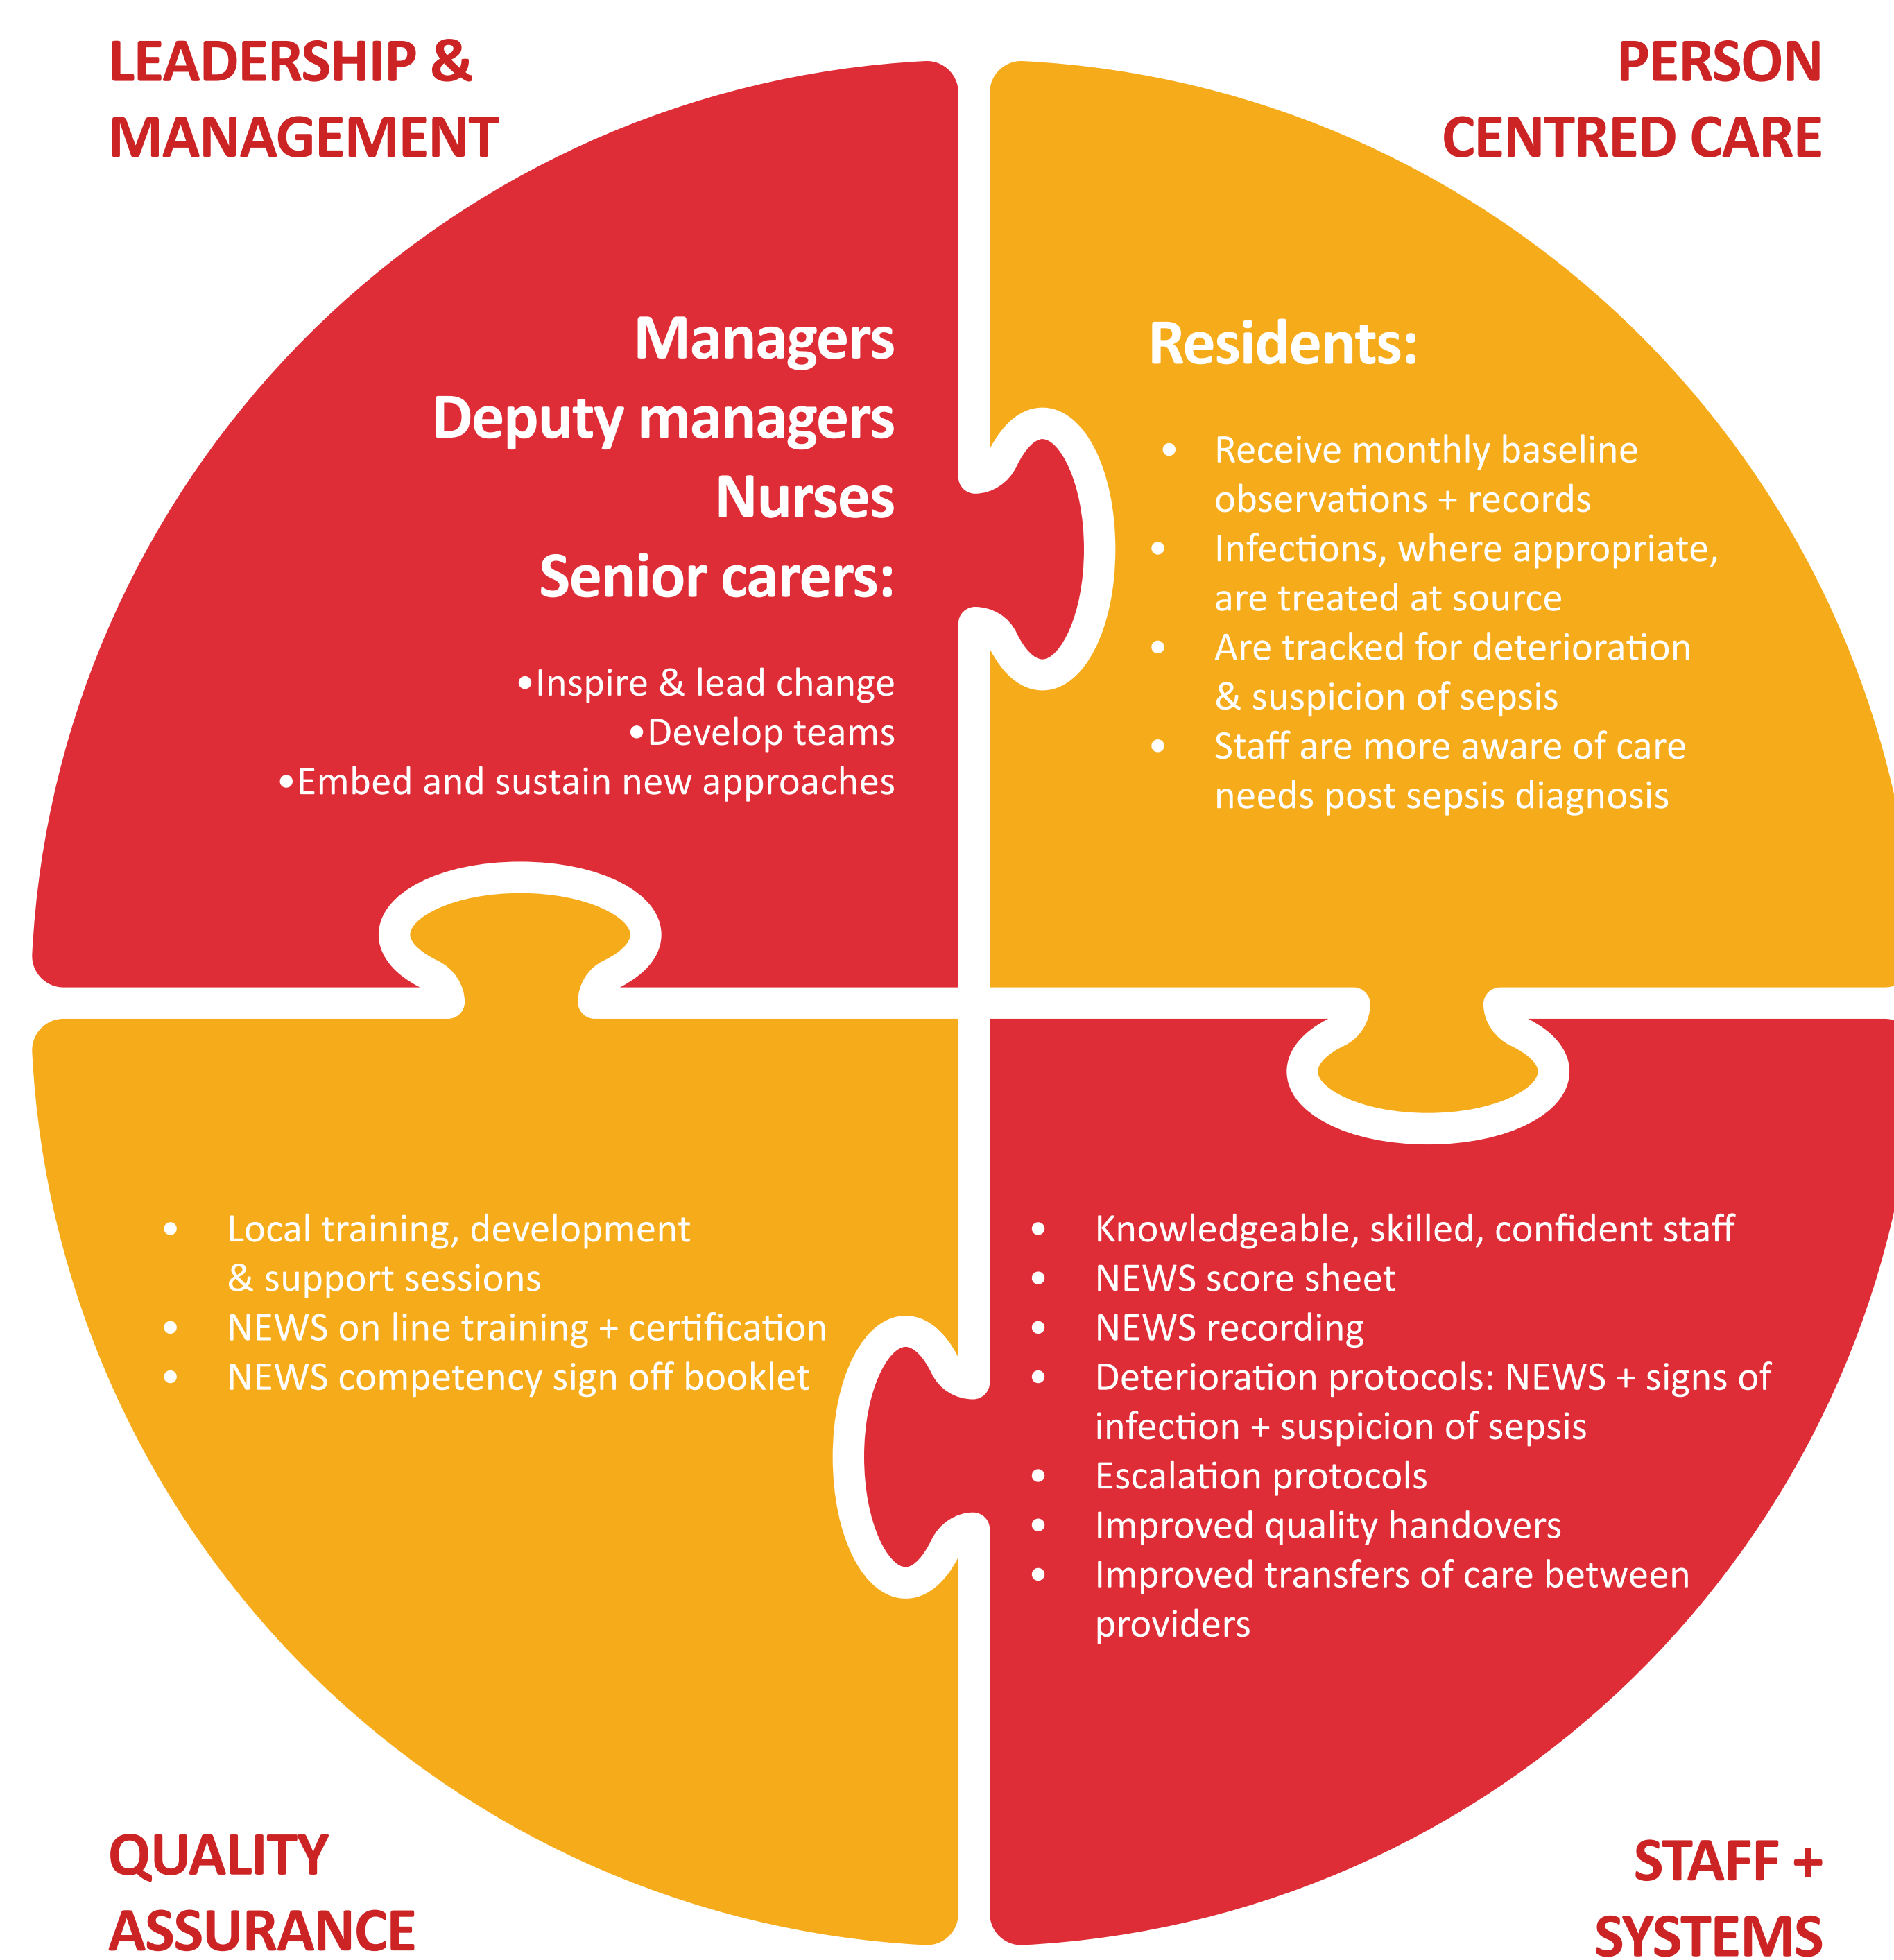 LEADERSHIP &
MANAGEMENT
PERSON
CENTRED CARE
Managers
Deputy managers
Nurses
Senior carers:
•Inspire & lead change
•Develop teams
•Embed and sustain new approaches
Residents:
• Receive monthly baseline
observations + records
• Infections, where appropriate,
are treated at source
• Are tracked for deterioration
& suspicion of sepsis
• Staff are more aware of care
needs post sepsis diagnosis
• Local training, development
& support sessions
• NEWS on line training + certification
• NEWS competency sign off booklet
• Knowledgeable, skilled, confident staff
• NEWS score sheet
• NEWS recording
• Deterioration protocols: NEWS + signs of
infection + suspicion of sepsis
• Escalation protocols
• Improved quality handovers
• Improved transfers of care between
providers
QUALITY
ASSURANCE
STAFF +
SYSTEMS